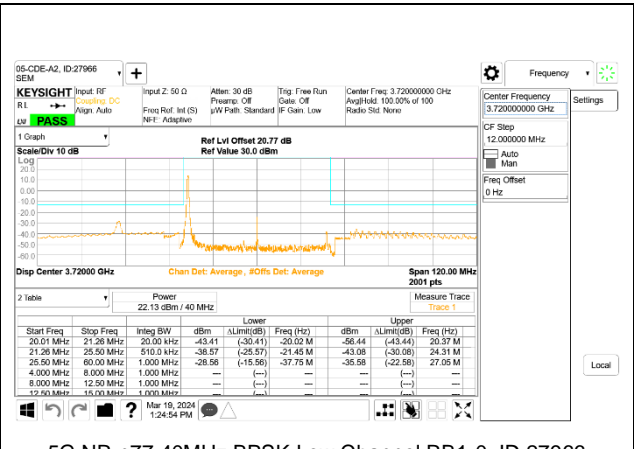 05-CDE-A2, ID:27966
SEM
Frequency
KEYSIGHT Input: RF
Coupling: DC
Align: Auto
Input Z: 50 Ω
Freq Ref: Int (S)
NFE: Adaptive
Atten: 30 dB
Preamp: Off
µW Path: Standard
Trig: Free Run
Gate: Off
IF Gain: Low
Center Freq: 3.720000000 GHz
Avg|Hold: 100.00% of 100
Radio Std: None
RL
PASS
Center Frequency
3.720000000 GHz
Settings
CF Step
12.000000 MHz
Auto
Man
Freq Offset
0 Hz
Local
1 Graph
Scale/Div 10 dB
Ref Lvl Offset 20.77 dB
Ref Value 30.0 dBm
Log
20.0
10.0
0.00
-10.0
-20.0
-30.0
-40.0
-50.0
-60.0
Disp Center 3.72000 GHz
Chan Det: Average , #Offs Det: Average
Span 120.00 MHz
2001 pts
2 Table
Power
22.13 dBm / 40 MHz
Measure Trace
Trace 1
Lower Upper
Start Freq Stop Freq Integ BW dBm ΔLimit(dB) Freq (Hz) dBm ΔLimit(dB) Freq (Hz)
20.01 MHz 21.26 MHz 20.00 kHz -43.41 (-30.41) -20.02 M -56.44 (-43.44) 20.37 M
21.26 MHz 25.50 MHz 510.0 kHz -38.57 (-25.57) -21.45 M -43.08 (-30.08) 24.31 M
25.50 MHz 60.00 MHz 1.000 MHz -28.56 (-15.56) -37.75 M -35.58 (-22.58) 27.05 M
4.000 MHz 8.000 MHz 1.000 MHz --- (---) --- --- (---) ---
8.000 MHz 12.50 MHz 1.000 MHz --- (---) --- --- (---) ---
12.50 MHz 15.00 MHz 1.000 MHz --- (---) --- --- (---) ---
Mar 19, 2024
1:24:54 PM